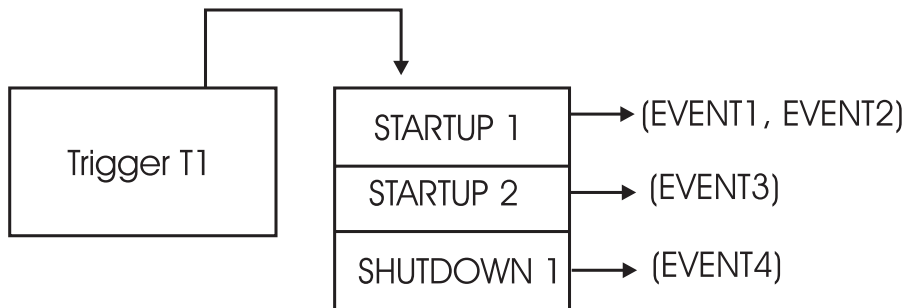 Trigger T1
STARTUP 1
(EVENT1, EVENT2)
STARTUP 2
(EVENT3)
SHUTDOWN 1
(EVENT4)